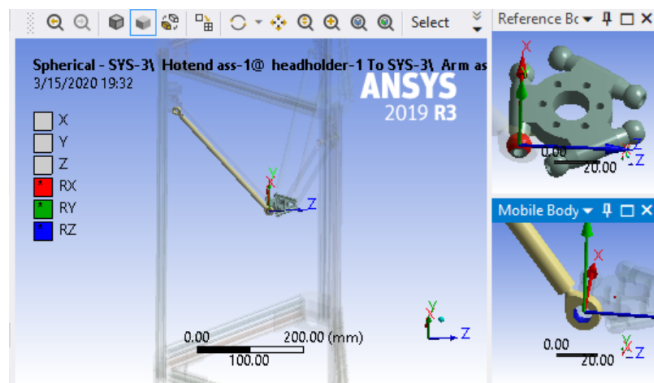 Select
Spherical - SYS-3\ Hotend ass-1@ headholder-1 To SYS-3\ Arm as
3/15/2020 19:32
ANSYS
2019 R3
X
Y
Z
RX
RY
RZ
Y
X
Z
0.00
200.00 (mm)
100.00
Y
Z
Reference Bc
X
Z
0.00
20.00
Z
Mobile Body
X
Z
0.00
20.00
Y
Z